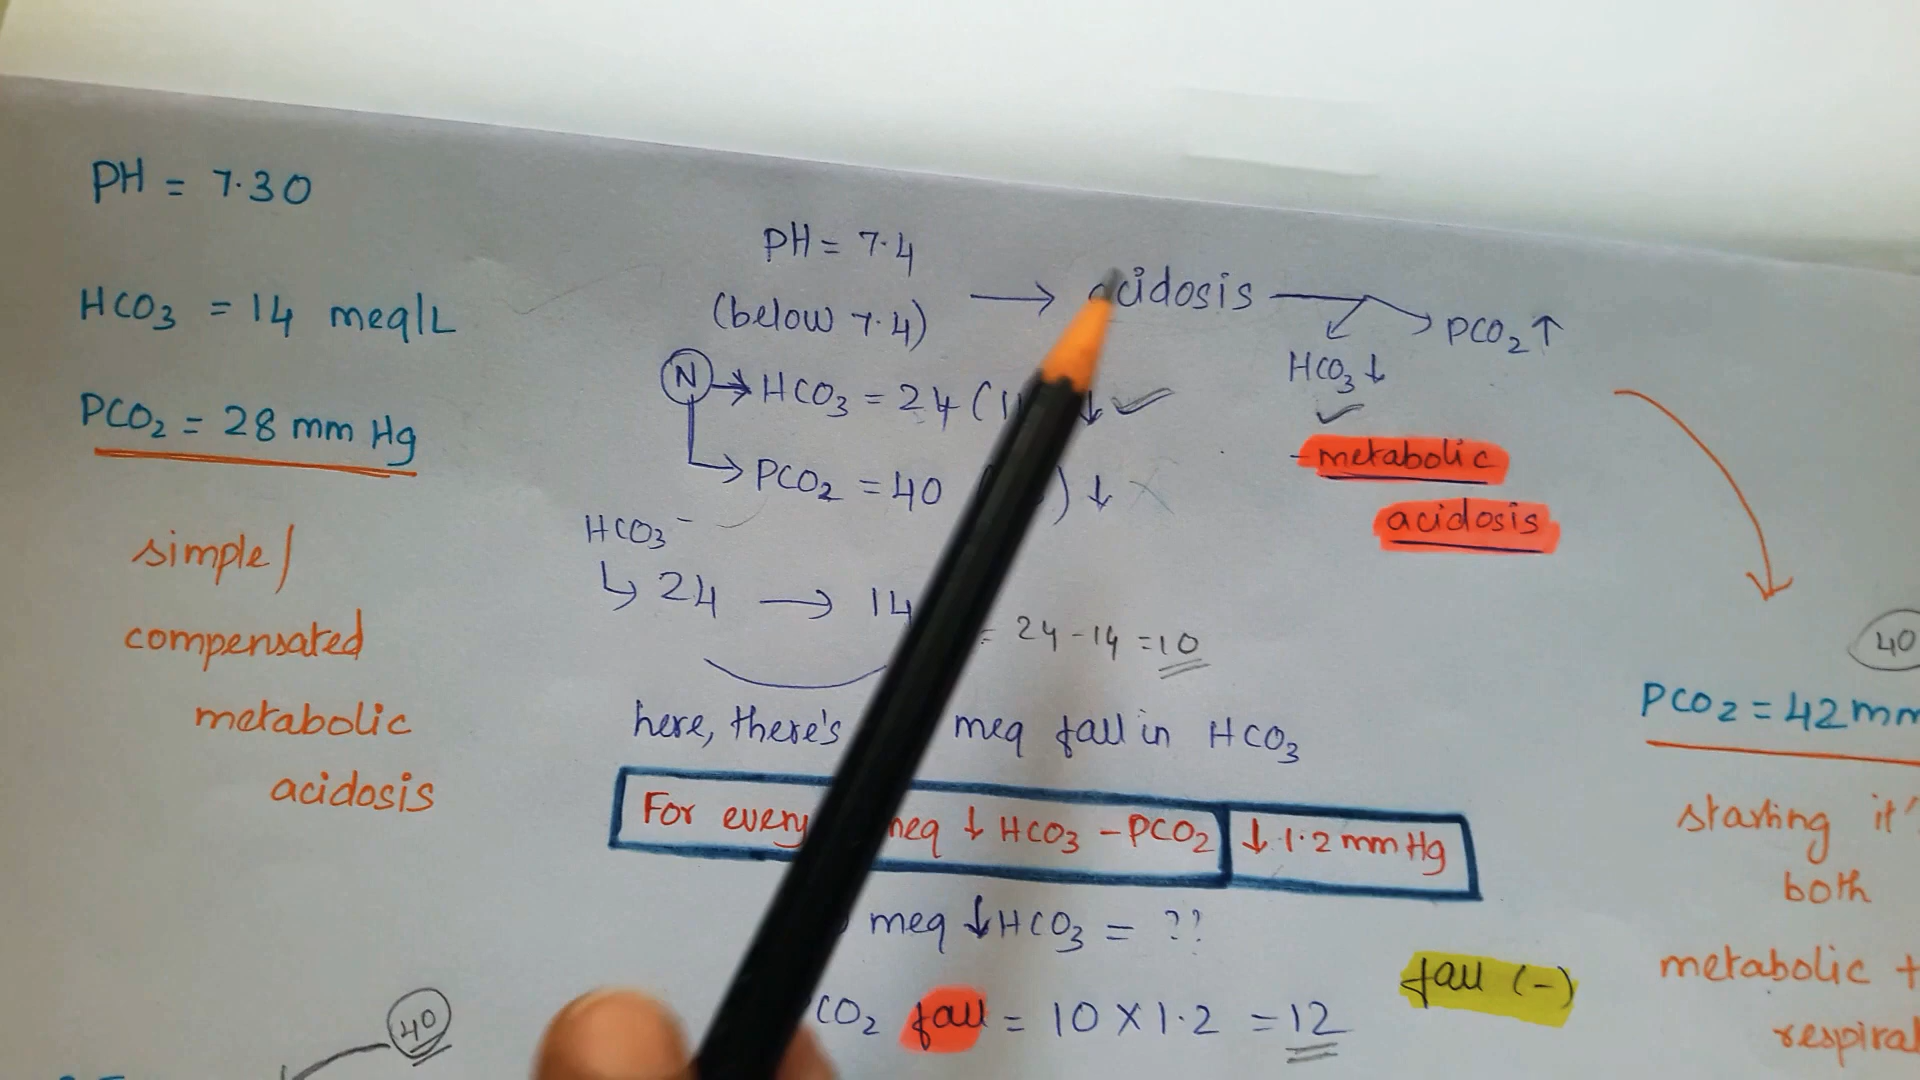 PH = 7.30
HCO3 = 14 meq/L
PCO2 = 28 mm Hg
simple/
compensated
metabolic
acidosis
40
PH = 7.4
(below 7.4)
→ acidosis →
HCO3 ↓
PCO2 ↑
N → HCO3 = 24 ( ↓ ✓
→ PCO2 = 40 ) ↓ ×
- metabolic
acidosis
HCO3⁻
↳ 24 → 14
= 24 - 14 = 10
here, there's meq fall in HCO3
For every meq ↓ HCO3 - PCO2 ↓ 1.2 mm Hg
meq ↓ HCO3 = ??
CO2 fall = 10 X 1.2 = 12
fall (-)
40
PCO2 = 42 mm
starting
both
metabolic +